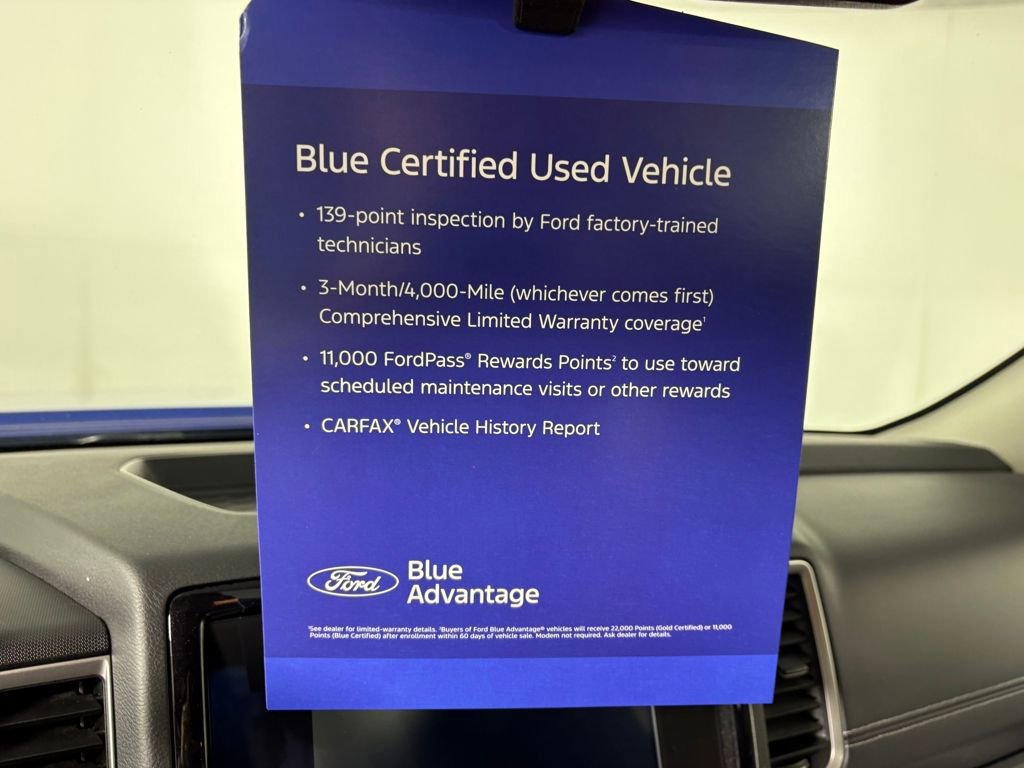 Blue Certified Used Vehicle
• 139-point inspection by Ford factory-trained
technicians
• 3-Month/4,000-Mile (whichever comes first)
Comprehensive Limited Warranty coverage¹
• 11,000 FordPass® Rewards Points² to use toward
scheduled maintenance visits or other rewards
• CARFAX® Vehicle History Report
Ford
Blue
Advantage
¹See dealer for limited-warranty details. ²Buyers of Ford Blue Advantage® vehicles will receive 22,000 Points (Gold Certified) or 11,000
Points (Blue Certified) after enrollment within 60 days of vehicle sale. Modem not required. Ask dealer for details.